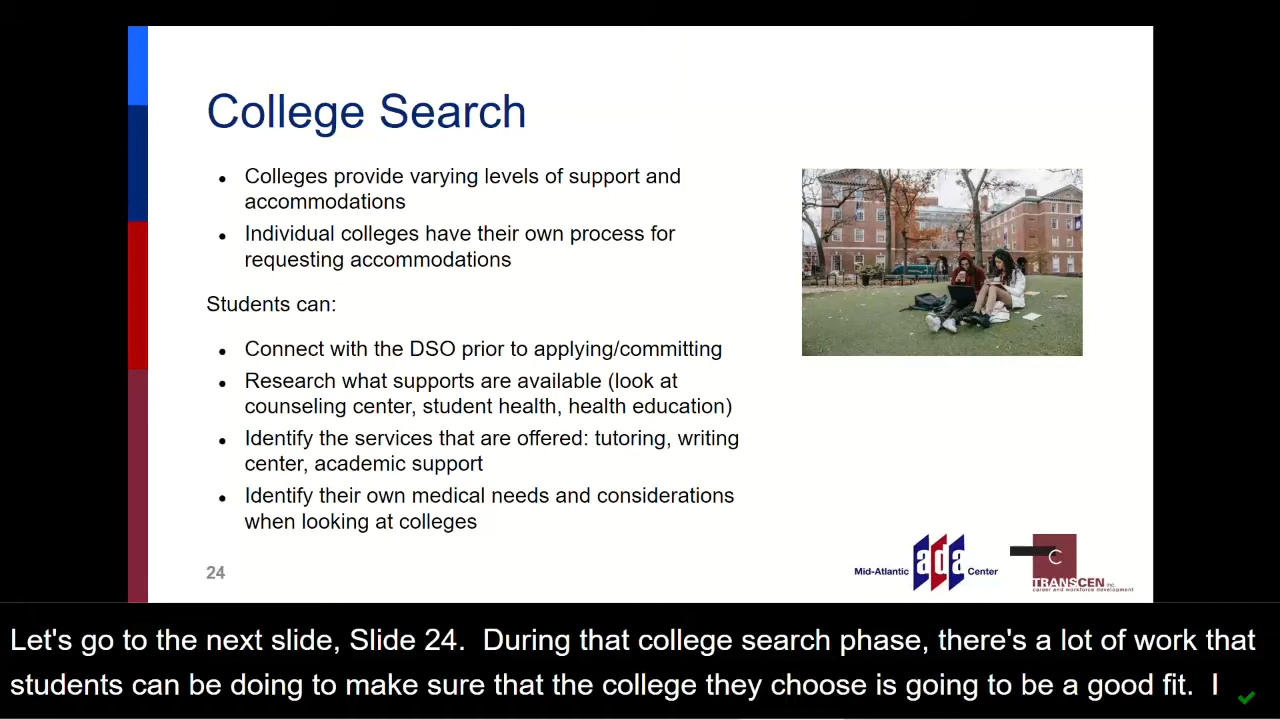 College Search
Colleges provide varying levels of support and
accommodations
Individual colleges have their own process for
requesting accommodations
Students can:
Connect with the DSO prior to applying/committing
Research what supports are available (look at
counseling center, student health, health education)
Identify the services that are offered: tutoring, writing
center, academic support
Identify their own medical needs and considerations
when looking at colleges
24
Mid-Atlantic ada Center
C
TRANSCEN inc.
career and workforce development
Let's go to the next slide, Slide 24.  During that college search phase, there's a lot of work that
students can be doing to make sure that the college they choose is going to be a good fit.  I